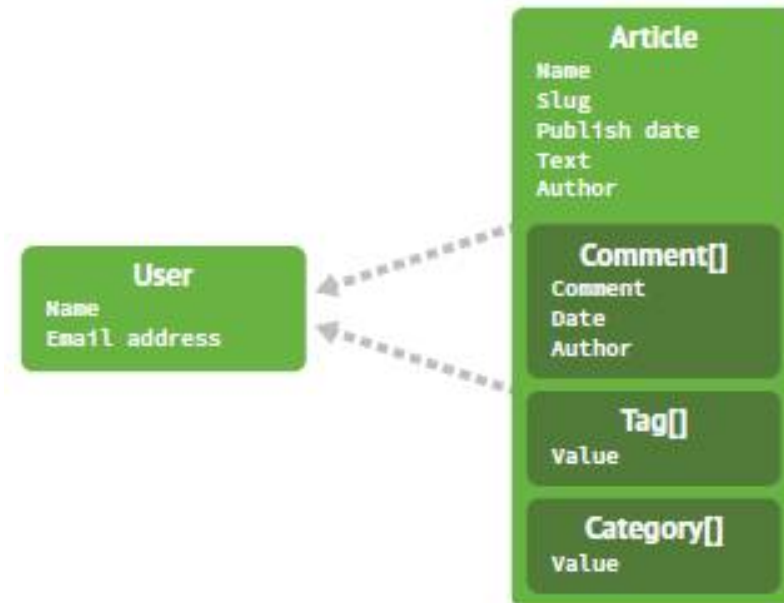 Article
Name
Slug
Publish date
Text
Author
User
Name
Email address
Comment[]
Comment
Date
Author
Tag[]
Value
Category[]
Value